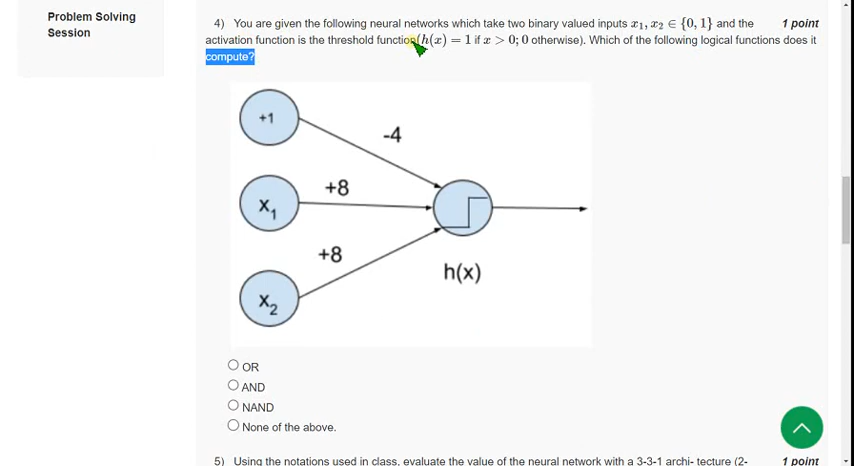 Problem Solving
Session
4) You are given the following neural networks which take two binary valued inputs x₁, x₂ ∈ {0, 1} and the 1 point
activation function is the threshold function(h(x) = 1 if x > 0; 0 otherwise). Which of the following logical functions does it
compute?
+1
-4
+8
X₁
+8
h(x)
X₂
OR
AND
NAND
None of the above.
5) Using the notations used in class, evaluate the value of the neural network with a 3-3-1 archi- tecture (2- 1 point